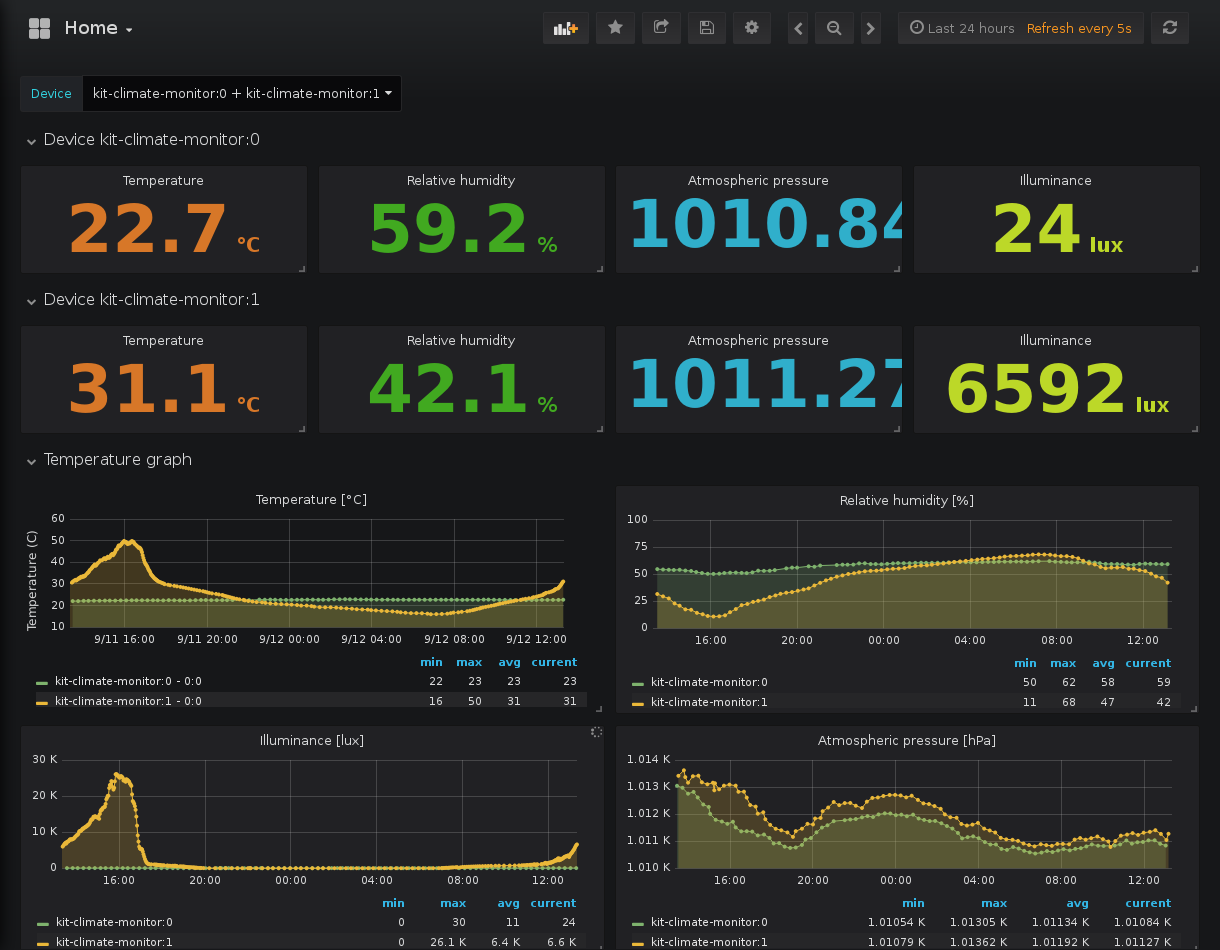 Home
Last 24 hours Refresh every 5s
Device kit-climate-monitor:0 + kit-climate-monitor:1
Device kit-climate-monitor:0
Temperature Relative humidity Atmospheric pressure Illuminance
22.7 °C 59.2 % 1010.84 24 lux
Device kit-climate-monitor:1
Temperature Relative humidity Atmospheric pressure Illuminance
31.1 °C 42.1 % 1011.27 6592 lux
Temperature graph
Temperature [°C]
Temperature (C)
60
50
40
30
20
10
9/11 16:00 9/11 20:00 9/12 00:00 9/12 04:00 9/12 08:00 9/12 12:00
min max avg current
kit-climate-monitor:0 - 0:0 22 23 23 23
kit-climate-monitor:1 - 0:0 16 50 31 31
Relative humidity [%]
100
75
50
25
0
16:00 20:00 00:00 04:00 08:00 12:00
min max avg current
kit-climate-monitor:0 50 62 58 59
kit-climate-monitor:1 11 68 47 42
Illuminance [lux]
30 K
20 K
10 K
0
16:00 20:00 00:00 04:00 08:00 12:00
min max avg current
kit-climate-monitor:0 0 30 11 24
kit-climate-monitor:1 0 26.1 K 6.4 K 6.6 K
Atmospheric pressure [hPa]
1.014 K
1.013 K
1.012 K
1.011 K
1.010 K
16:00 20:00 00:00 04:00 08:00 12:00
min max avg current
kit-climate-monitor:0 1.01054 K 1.01305 K 1.01134 K 1.01084 K
kit-climate-monitor:1 1.01079 K 1.01362 K 1.01192 K 1.01127 K